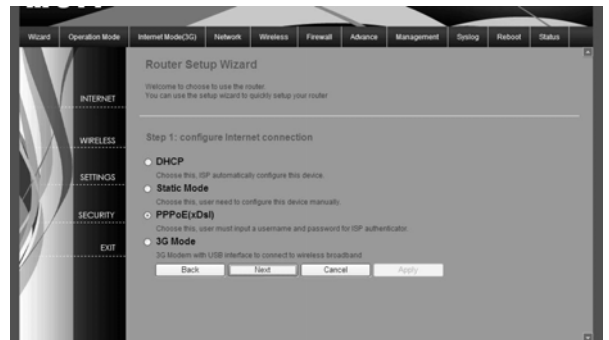 Wizard Operation Mode Internet Mode(3G) Network Wireless Firewall Advance Management Syslog Reboot Status
INTERNET
WIRELESS
SETTINGS
SECURITY
EXIT
Router Setup Wizard
Welcome to choose to use the router.
You can use the setup wizard to quickly setup your router
Step 1: configure Internet connection
DHCP
Choose this, ISP automatically configure this device.
Static Mode
Choose this, user need to configure this device manually.
PPPoE(xDsl)
Choose this, user must input a username and password for ISP authenticator.
3G Mode
3G Modem with USB interface to connect to wireless broadband
Back Next Cancel Apply